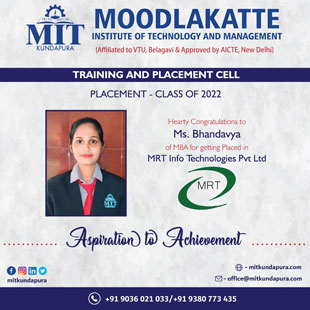 MIT
KUNDAPURA
MOODLAKATTE
INSTITUTE OF TECHNOLOGY AND MANAGEMENT
(Affiliated to VTU, Belagavi & Approved by AICTE, New Delhi)
TRAINING AND PLACEMENT CELL
PLACEMENT - CLASS OF 2022
Hearty Congratulations to
Ms. Bhandavya
of MBA for getting Placed in
MRT Info Technologies Pvt Ltd
MRT
MIT
Aspiration to Achievement
mitkundapura
- mitkundapura.com
- office@mitkundapura.com
+91 9036 021 033/+91 9380 773 435